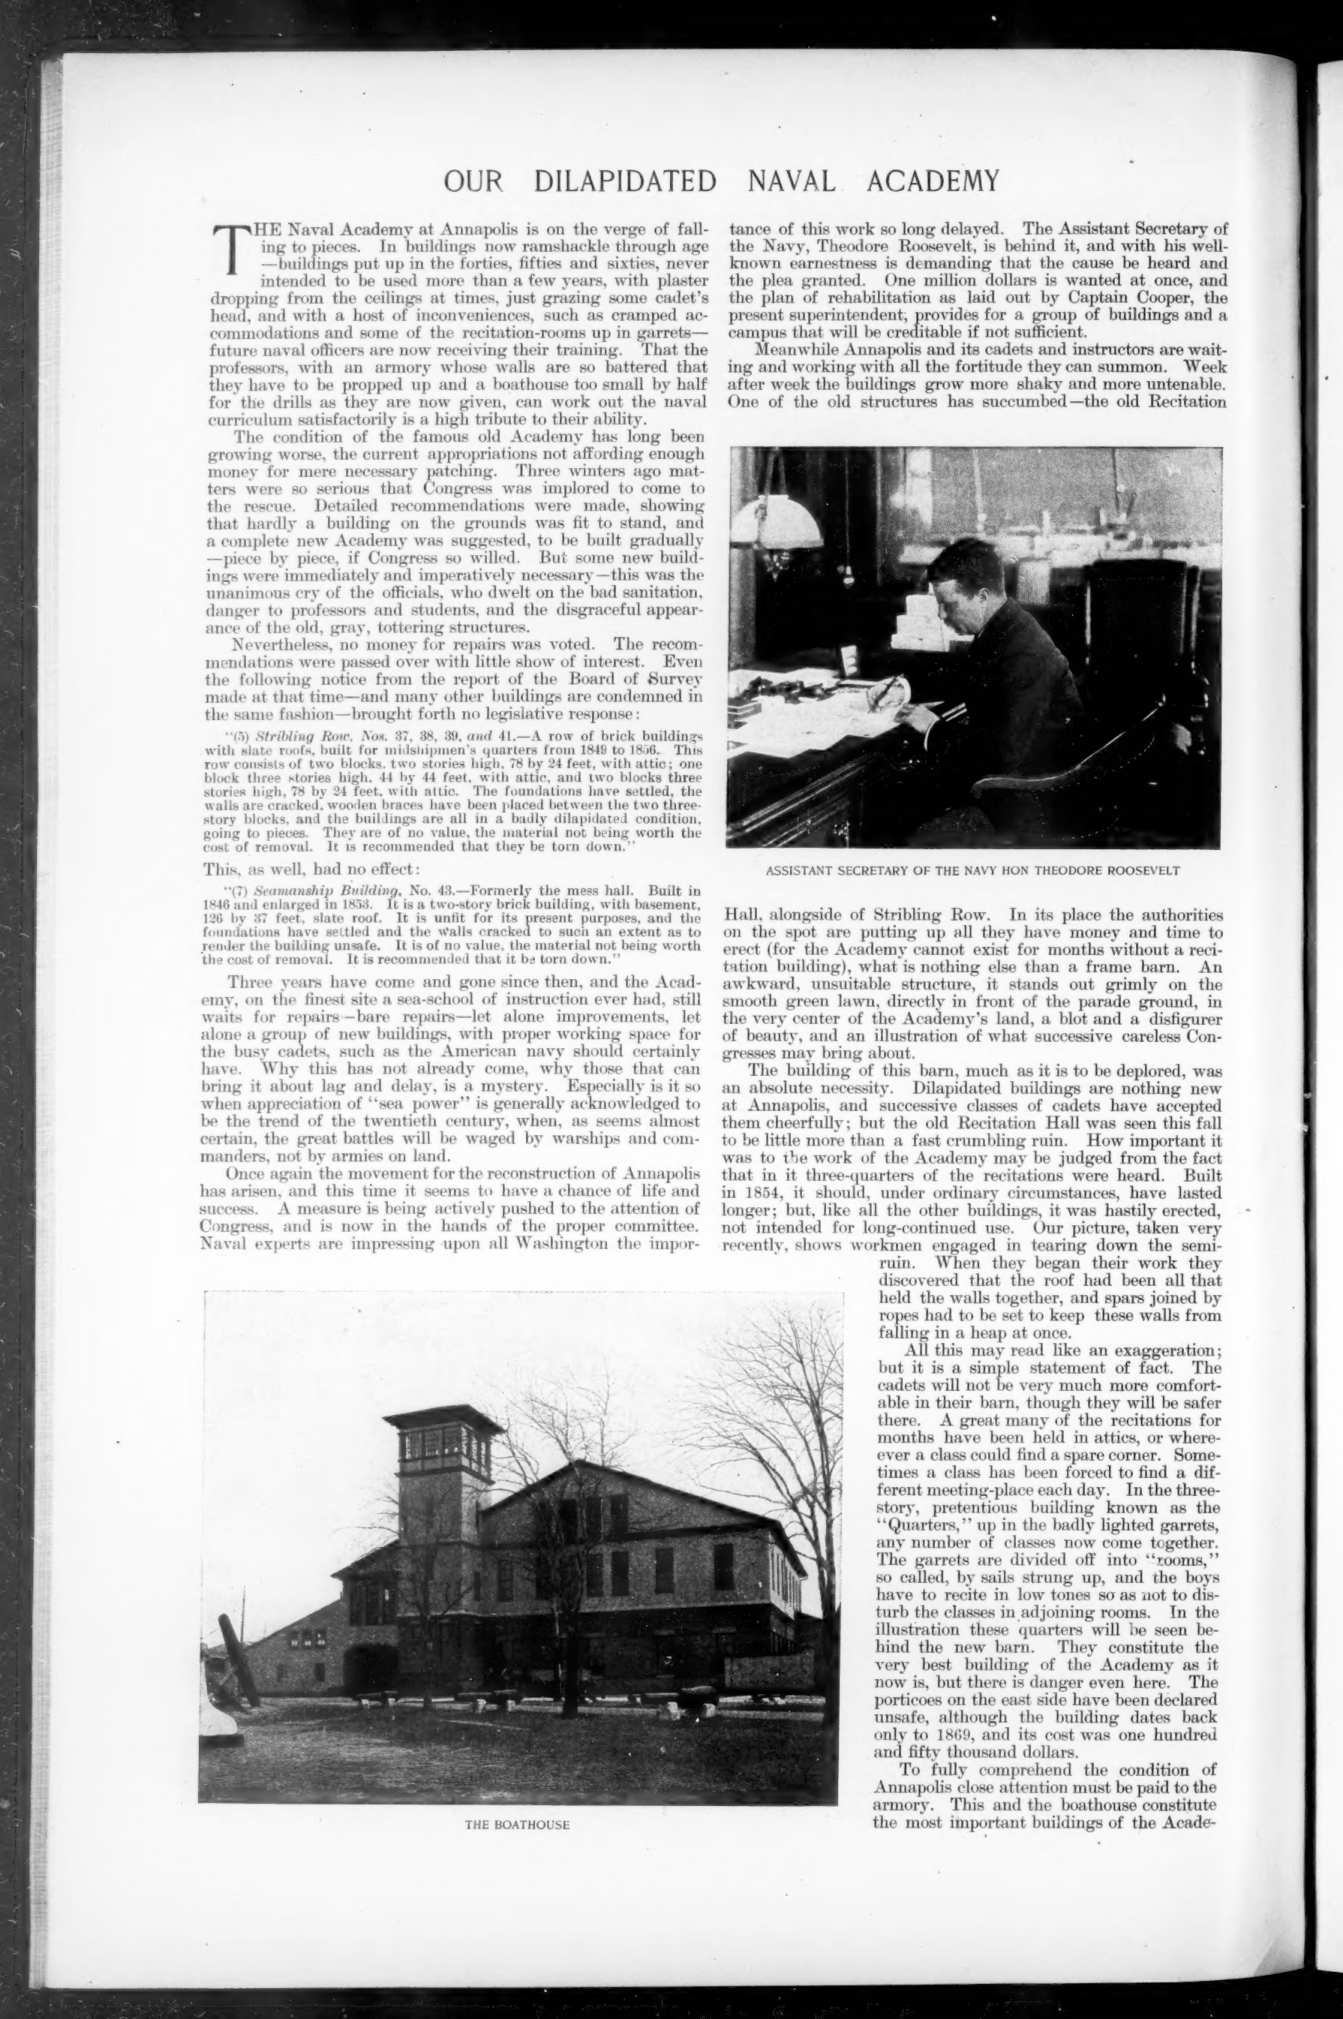 OUR DILAPIDATED NAVAL ACADEMY
THE Naval Academy at Annapolis is on the verge of fall-
ing to pieces. In buildings now ramshackle through age
—buildings put up in the forties, fifties and sixties, never
intended to be used more than a few years, with plaster
dropping from the ceilings at times, just grazing some cadet's
head, and with a host of inconveniences, such as cramped ac-
commodations and some of the recitation-rooms up in garrets—
future naval officers are now receiving their training. That the
professors, with an armory whose walls are so battered that
they have to be propped up and a boathouse too small by half
for the drills as they are now given, can work out the naval
curriculum satisfactorily is a high tribute to their ability.
The condition of the famous old Academy has long been
growing worse, the current appropriations not affording enough
money for mere necessary patching. Three winters ago mat-
ters were so serious that Congress was implored to come to
the rescue. Detailed recommendations were made, showing
that hardly a building on the grounds was fit to stand, and
a complete new Academy was suggested, to be built gradually
—piece by piece, if Congress so willed. But some new build-
ings were immediately and imperatively necessary—this was the
unanimous cry of the officials, who dwelt on the bad sanitation,
danger to professors and students, and the disgraceful appear-
ance of the old, gray, tottering structures.
Nevertheless, no money for repairs was voted. The recom-
mendations were passed over with little show of interest. Even
the following notice from the report of the Board of Survey
made at that time—and many other buildings are condemned in
the same fashion—brought forth no legislative response:
"(5) Stribling Row, Nos. 37, 38, 39, and 41.—A row of brick buildings
with slate roofs, built for midshipmen's quarters from 1849 to 1856. This
row consists of two blocks, two stories high, 78 by 24 feet, with attic; one
block three stories high, 44 by 44 feet, with attic, and two blocks three
stories high, 78 by 24 feet, with attic. The foundations have settled, the
walls are cracked, wooden braces have been placed between the two three-
story blocks, and the buildings are all in a badly dilapidated condition,
going to pieces. They are of no value, the material not being worth the
cost of removal. It is recommended that they be torn down."
This, as well, had no effect:
"(7) Seamanship Building, No. 43.—Formerly the mess hall. Built in
1846 and enlarged in 1853. It is a two-story brick building, with basement,
126 by 37 feet, slate roof. It is unfit for its present purposes, and the
foundations have settled and the walls cracked to such an extent as to
render the building unsafe. It is of no value, the material not being worth
the cost of removal. It is recommended that it be torn down."
Three years have come and gone since then, and the Acad-
emy, on the finest site a sea-school of instruction ever had, still
waits for repairs—bare repairs—let alone improvements, let
alone a group of new buildings, with proper working space for
the busy cadets, such as the American navy should certainly
have. Why this has not already come, why those that can
bring it about lag and delay, is a mystery. Especially is it so
when appreciation of "sea power" is generally acknowledged to
be the trend of the twentieth century, when, as seems almost
certain, the great battles will be waged by warships and com-
manders, not by armies on land.
Once again the movement for the reconstruction of Annapolis
has arisen, and this time it seems to have a chance of life and
success. A measure is being actively pushed to the attention of
Congress, and is now in the hands of the proper committee.
Naval experts are impressing upon all Washington the impor-
tance of this work so long delayed. The Assistant Secretary of
the Navy, Theodore Roosevelt, is behind it, and with his well-
known earnestness is demanding that the cause be heard and
the plea granted. One million dollars is wanted at once, and
the plan of rehabilitation as laid out by Captain Cooper, the
present superintendent, provides for a group of buildings and a
campus that will be creditable if not sufficient.
Meanwhile Annapolis and its cadets and instructors are wait-
ing and working with all the fortitude they can summon. Week
after week the buildings grow more shaky and more untenable.
One of the old structures has succumbed—the old Recitation
ASSISTANT SECRETARY OF THE NAVY HON THEODORE ROOSEVELT
Hall, alongside of Stribling Row. In its place the authorities
on the spot are putting up all they have money and time to
erect (for the Academy cannot exist for months without a reci-
tation building), what is nothing else than a frame barn. An
awkward, unsuitable structure, it stands out grimly on the
smooth green lawn, directly in front of the parade ground, in
the very center of the Academy's land, a blot and a disfigurer
of beauty, and an illustration of what successive careless Con-
gresses may bring about.
The building of this barn, much as it is to be deplored, was
an absolute necessity. Dilapidated buildings are nothing new
at Annapolis, and successive classes of cadets have accepted
them cheerfully; but the old Recitation Hall was seen this fall
to be little more than a fast crumbling ruin. How important it
was to the work of the Academy may be judged from the fact
that in it three-quarters of the recitations were heard. Built
in 1854, it should, under ordinary circumstances, have lasted
longer; but, like all the other buildings, it was hastily erected,
not intended for long-continued use. Our picture, taken very
recently, shows workmen engaged in tearing down the semi-
ruin. When they began their work they
discovered that the roof had been all that
held the walls together, and spars joined by
ropes had to be set to keep these walls from
falling in a heap at once.
All this may read like an exaggeration;
but it is a simple statement of fact. The
cadets will not be very much more comfort-
able in their barn, though they will be safer
there. A great many of the recitations for
months have been held in attics, or where-
ever a class could find a spare corner. Some-
times a class has been forced to find a dif-
ferent meeting-place each day. In the three-
story, pretentious building known as the
"Quarters," up in the badly lighted garrets,
any number of classes now come together.
The garrets are divided off into "rooms,"
so called, by sails strung up, and the boys
have to recite in low tones so as not to dis-
turb the classes in adjoining rooms. In the
illustration these quarters will be seen be-
hind the new barn. They constitute the
very best building of the Academy as it
now is, but there is danger even here. The
porticoes on the east side have been declared
unsafe, although the building dates back
only to 1869, and its cost was one hundred
and fifty thousand dollars.
To fully comprehend the condition of
Annapolis close attention must be paid to the
armory. This and the boathouse constitute
the most important buildings of the Acade-
THE BOATHOUSE